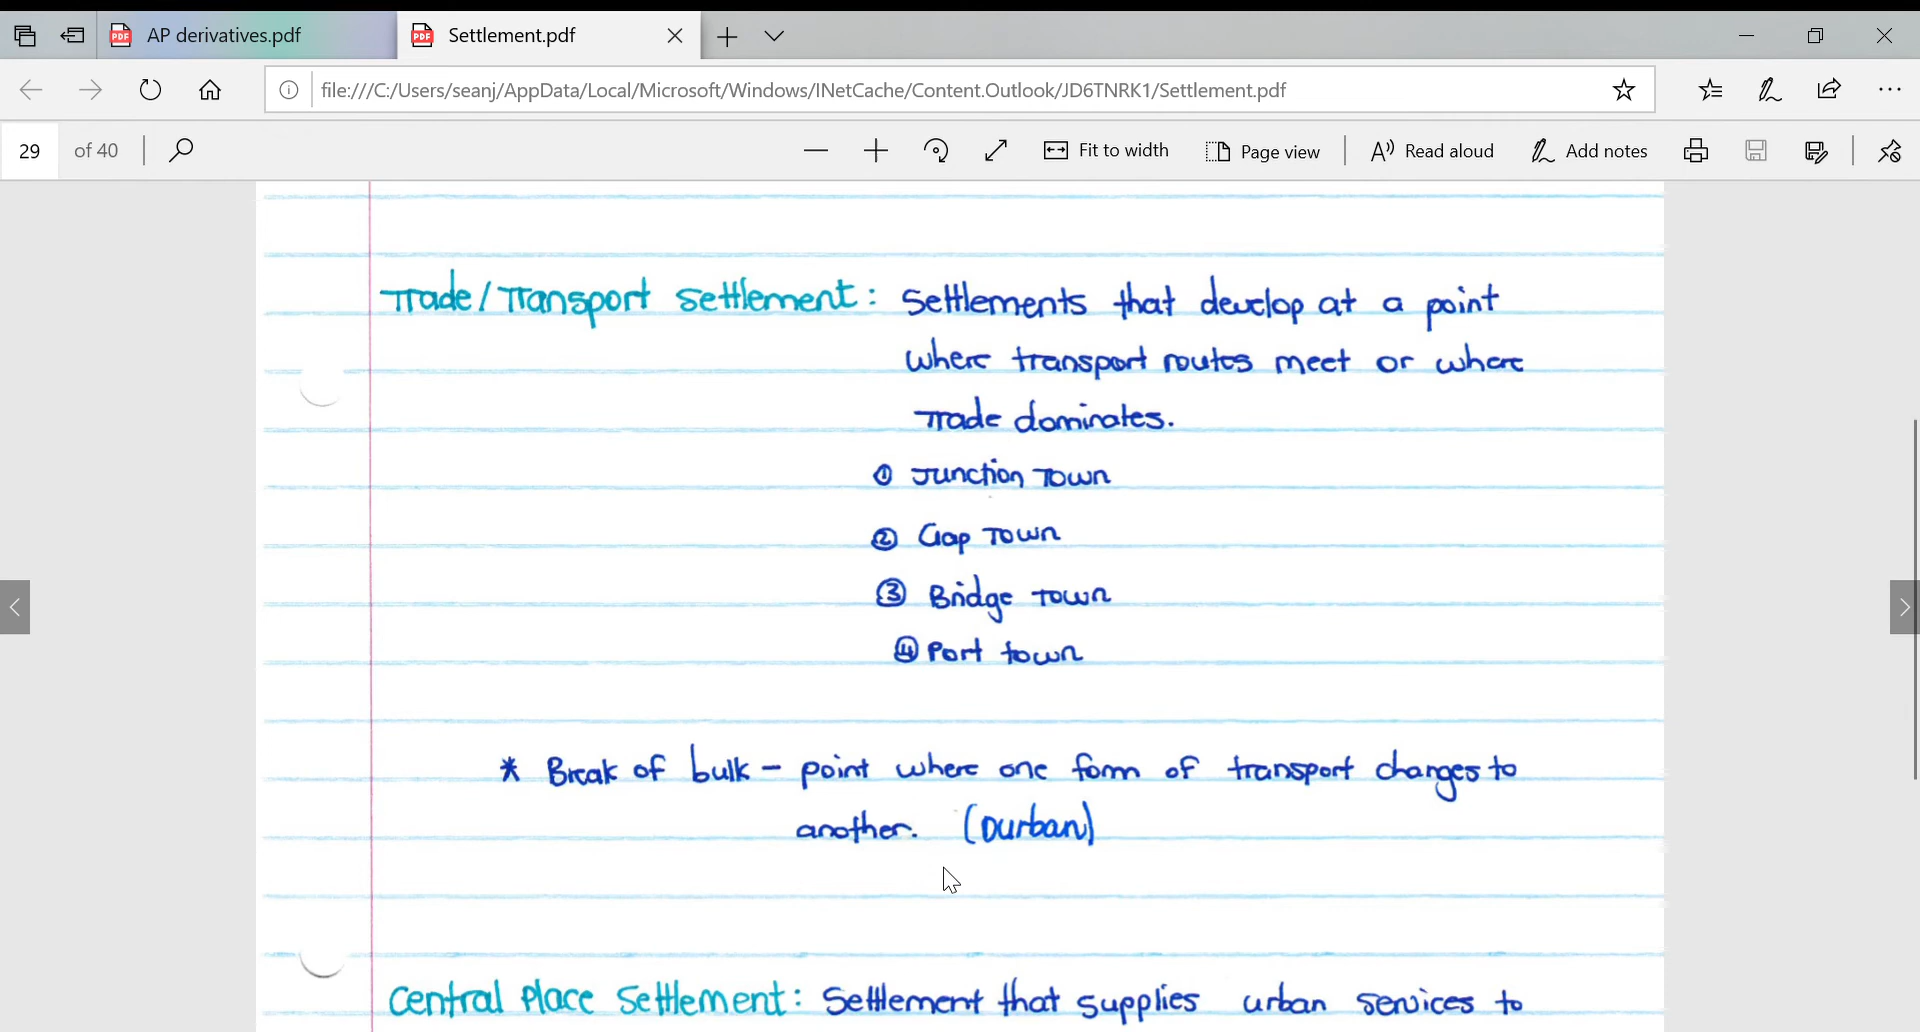 AP derivatives.pdf
Settlement.pdf
file:///C:/Users/seanj/AppData/Local/Microsoft/Windows/INetCache/Content.Outlook/JD6TNRK1/Settlement.pdf
29 of 40
Fit to width
Page view
Read aloud
Add notes
Trade/Transport Settlement: Settlements that develop at a point
where transport routes meet or where
Trade dominates.
① Junction Town
② Gap Town
③ Bridge Town
④ Port town
* Break of bulk - point where one form of transport changes to
another. (Durban)
Central Place Settlement: Settlement that supplies urban services to